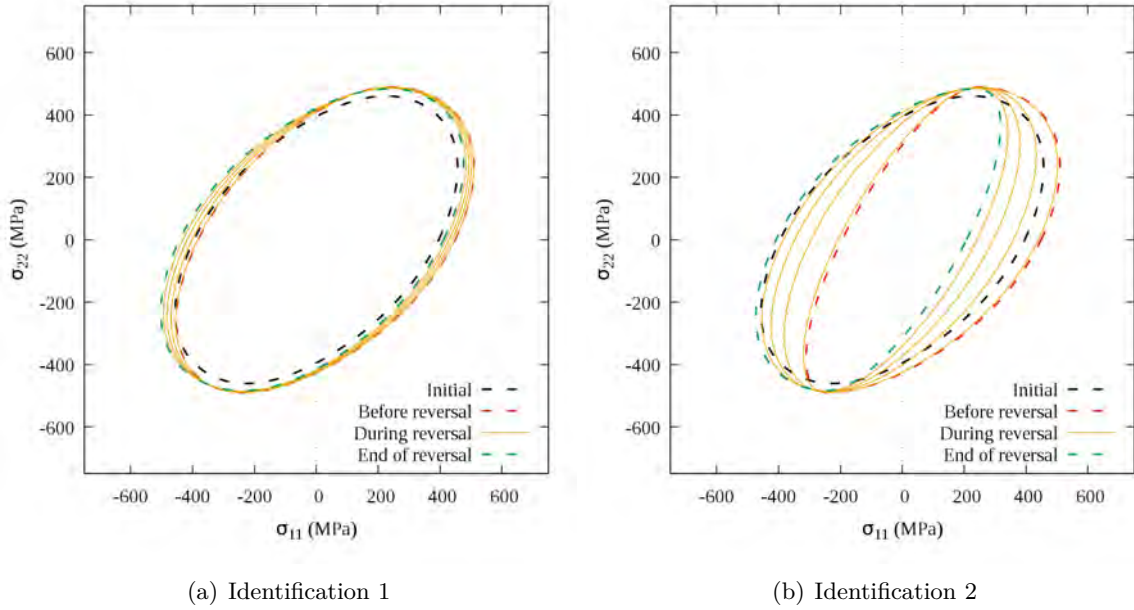 600
400
200
0
-200
-400
-600
-600 -400 -200 0 200 400 600
σ22 (MPa)
σ11 (MPa)
Initial
Before reversal
During reversal
End of reversal
(a) Identification 1
600
400
200
0
-200
-400
-600
-600 -400 -200 0 200 400 600
σ22 (MPa)
σ11 (MPa)
Initial
Before reversal
During reversal
End of reversal
(b) Identification 2